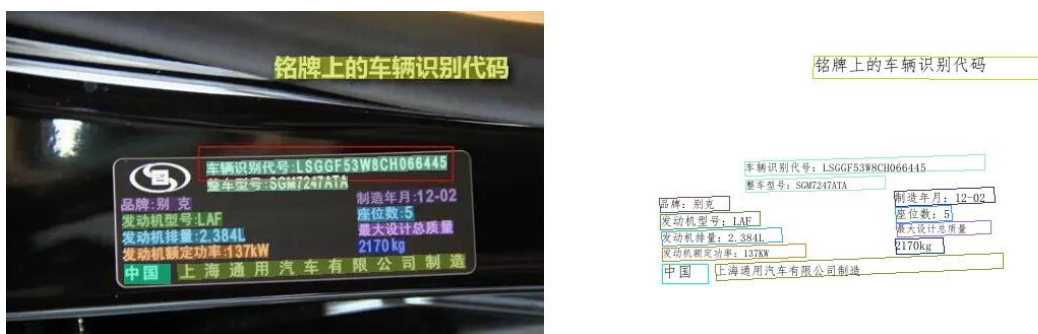 铭牌上的车辆识别代码
车辆识别代号:LSGGF53W8CH066445
整车型号:SGM7247ATA
品牌:别 克
制造年月:12-02
发动机型号:LAF
座位数:5
发动机排量:2.384L
最大设计总质量
发动机额定功率:137kW
2170kg
中国 上海通用汽车有限公司制造
铭牌上的车辆识别代码
车辆识别代号: LSGGF53W8CH066445
整车型号: SGM7247ATA
品牌: 别克
制造年月: 12-02
发动机型号: LAF
座位数: 5
发动机排量: 2.384L
最大设计总质量
发动机额定功率: 137KW
2170kg
中国 上海通用汽车有限公司制造